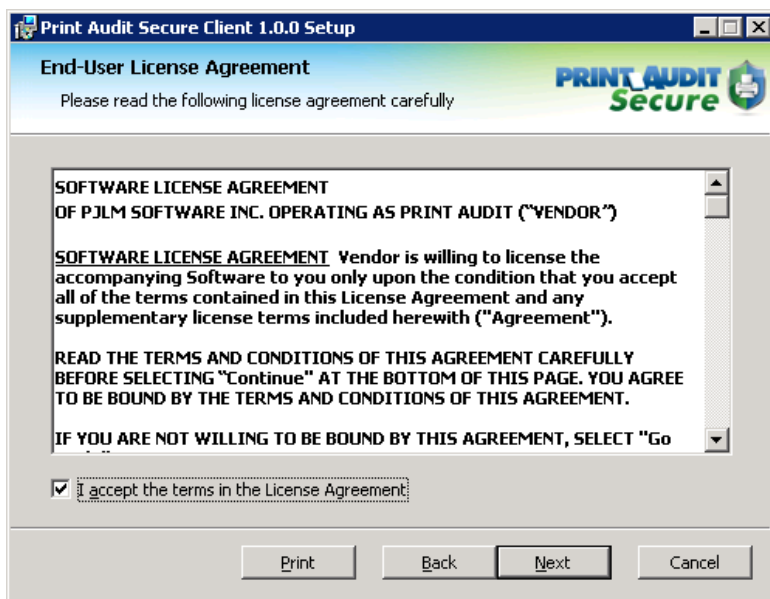 Print Audit Secure Client 1.0.0 Setup
End-User License Agreement
Please read the following license agreement carefully
PRINT AUDIT
Secure
SOFTWARE LICENSE AGREEMENT
OF PJLM SOFTWARE INC. OPERATING AS PRINT AUDIT ("VENDOR")
SOFTWARE LICENSE AGREEMENT Vendor is willing to license the
accompanying Software to you only upon the condition that you accept
all of the terms contained in this License Agreement and any
supplementary license terms included herewith ("Agreement").
READ THE TERMS AND CONDITIONS OF THIS AGREEMENT CAREFULLY
BEFORE SELECTING "Continue" AT THE BOTTOM OF THIS PAGE. YOU AGREE
TO BE BOUND BY THE TERMS AND CONDITIONS OF THIS AGREEMENT.
IF YOU ARE NOT WILLING TO BE BOUND BY THIS AGREEMENT, SELECT "Go
I accept the terms in the License Agreement
Print Back Next Cancel